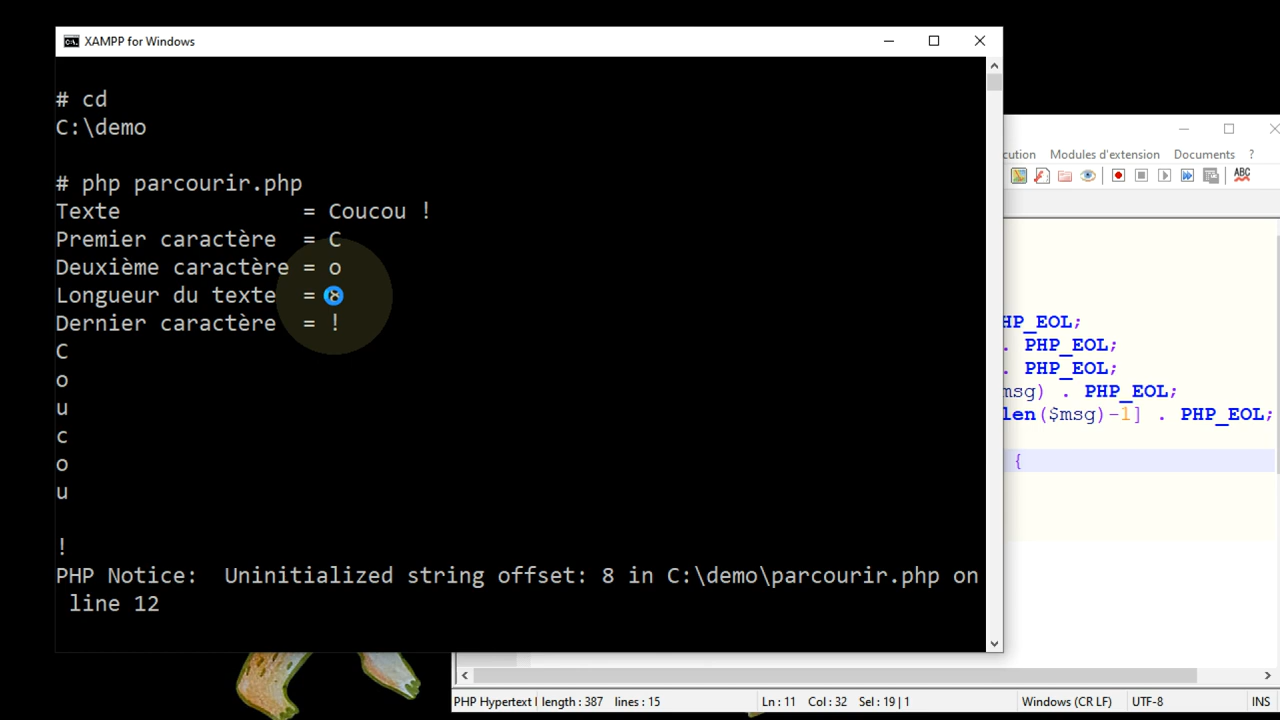 XAMPP for Windows
# cd
C:\demo
# php parcourir.php
Texte = Coucou !
Premier caractère = C
Deuxième caractère = o
Longueur du texte =
Dernier caractère = !
C
o
u
c
o
u
!
PHP Notice: Uninitialized string offset: 8 in C:\demo\parcourir.php on
line 12
Modules d'extension Documents ?
ABC
PHP_EOL;
. PHP_EOL;
. PHP_EOL;
msg) . PHP_EOL;
len($msg)-1] . PHP_EOL;
{
PHP Hypertext length : 387 lines : 15 Ln : 11 Col : 32 Sel : 19 | 1 Windows (CR LF) UTF-8 INS